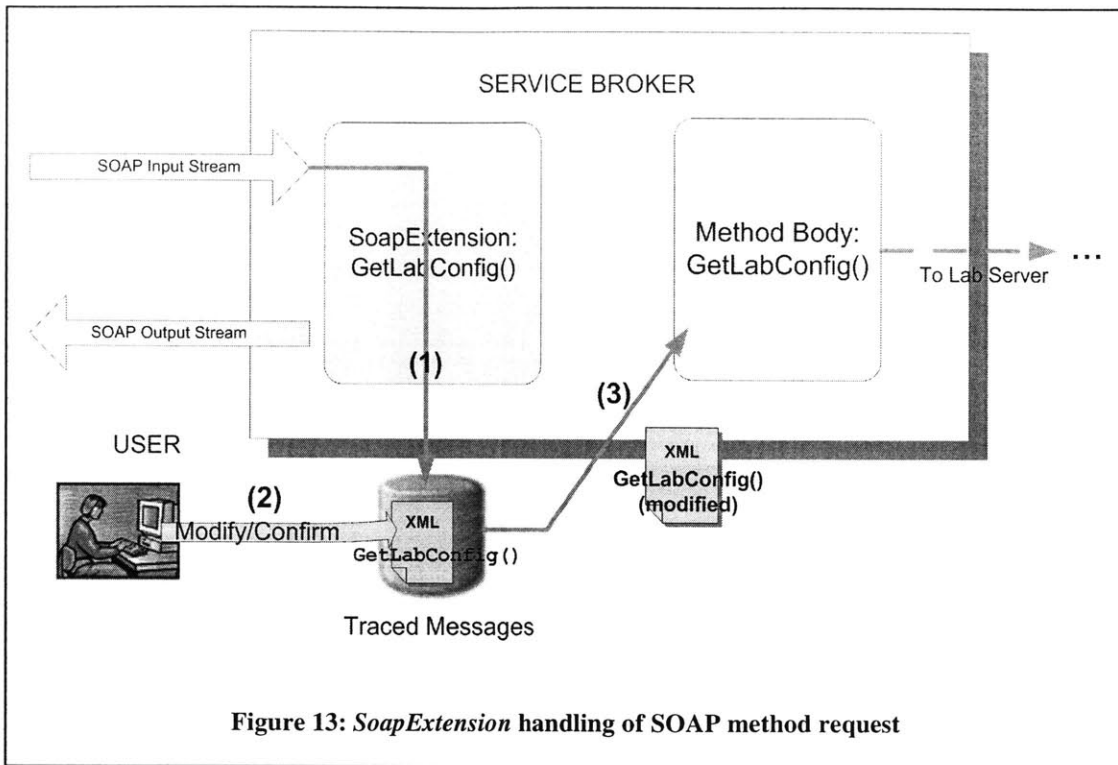 SERVICE BROKER
SOAP Input Stream
SoapExtension:
GetLabConfig()
Method Body:
GetLabConfig()
To Lab Server
...
SOAP Output Stream
(1)
(3)
USER
XML
GetLabConfig()
(modified)
(2)
Modify/Confirm
XML
GetLabConfig()
Traced Messages
Figure 13: SoapExtension handling of SOAP method request